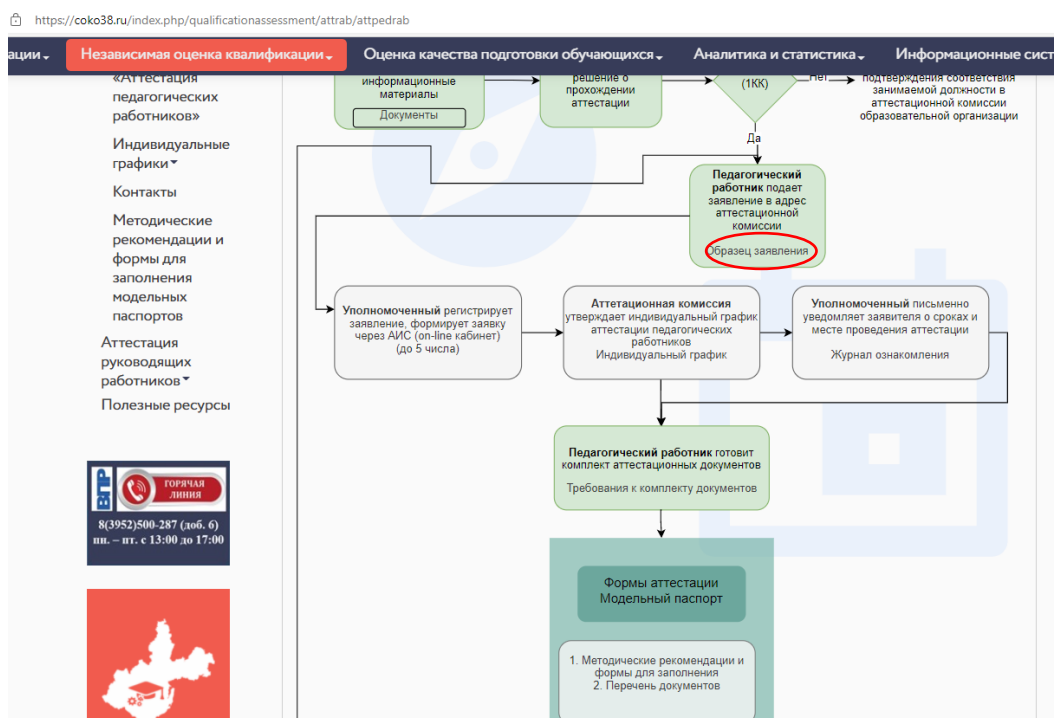 https://coko38.ru/index.php/qualificationassessment/attrab/attpedrab
ации
Независимая оценка квалификации
Оценка качества подготовки обучающихся
Аналитика и статистика
Информационные сист
«Аттестация
педагогических
работников»
Индивидуальные
графики
Контакты
Методические
рекомендации и
формы для
заполнения
модельных
паспортов
Аттестация
руководящих
работников
Полезные ресурсы
ВПР
ГОРЯЧАЯ
ЛИНИЯ
8(3952)500-287 (доб. 6)
пн. – пт. с 13:00 до 17:00
информационные
материалы
Документы
решение о
прохождении
аттестации
(1КК)
Нет
подтверждения соответствия
занимаемой должности в
аттестационной комиссии
образовательной организации
Да
Педагогический
работник подает
заявление в адрес
аттестационной
комиссии
Образец заявления
Уполномоченный регистрирует
заявление, формирует заявку
через АИС (on-line кабинет)
(до 5 числа)
Аттетационная комиссия
утверждает индивидуальный график
аттестации педагогических
работников
Индивидуальный график
Уполномоченный письменно
уведомляет заявителя о сроках и
месте проведения аттестации
Журнал ознакомления
Педагогический работник готовит
комплект аттестационных документов
Требования к комплекту документов
Формы аттестации
Модельный паспорт
1. Методические рекомендации и
формы для заполнения
2. Перечень документов